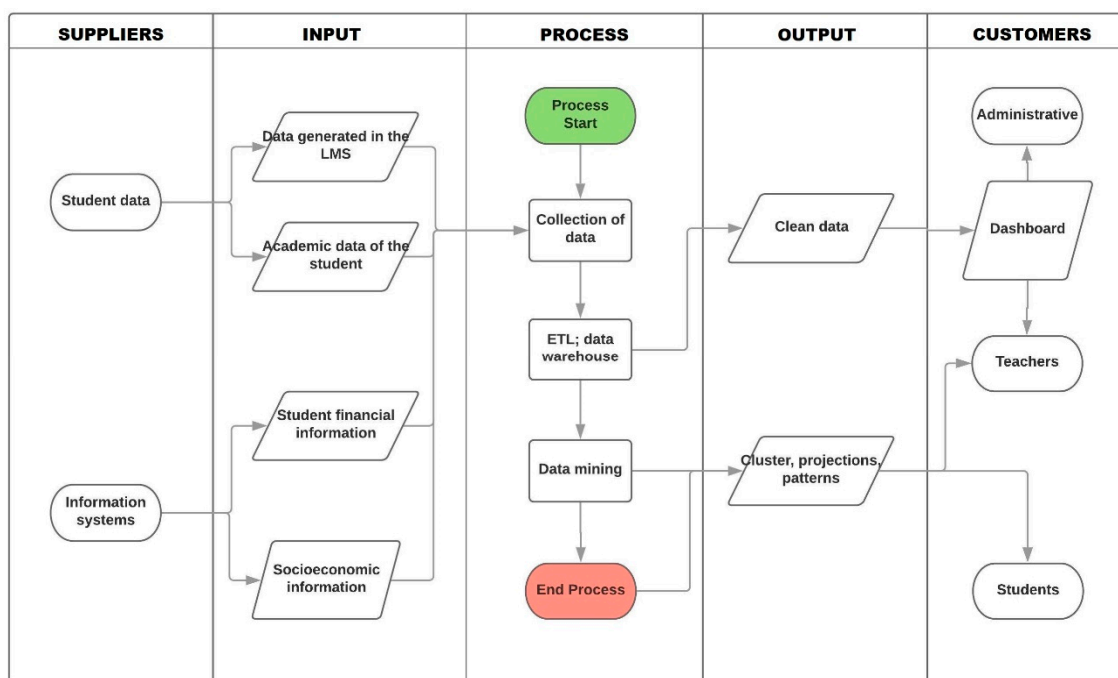 SUPPLIERS
INPUT
PROCESS
OUTPUT
CUSTOMERS
Student data
Information
systems
Data generated in the
LMS
Academic data of the
student
Student financial
information
Socioeconomic
information
Process
Start
Collection of
data
ETL; data
warehouse
Data mining
End Process
Clean data
Cluster, projections,
patterns
Administrative
Dashboard
Teachers
Students